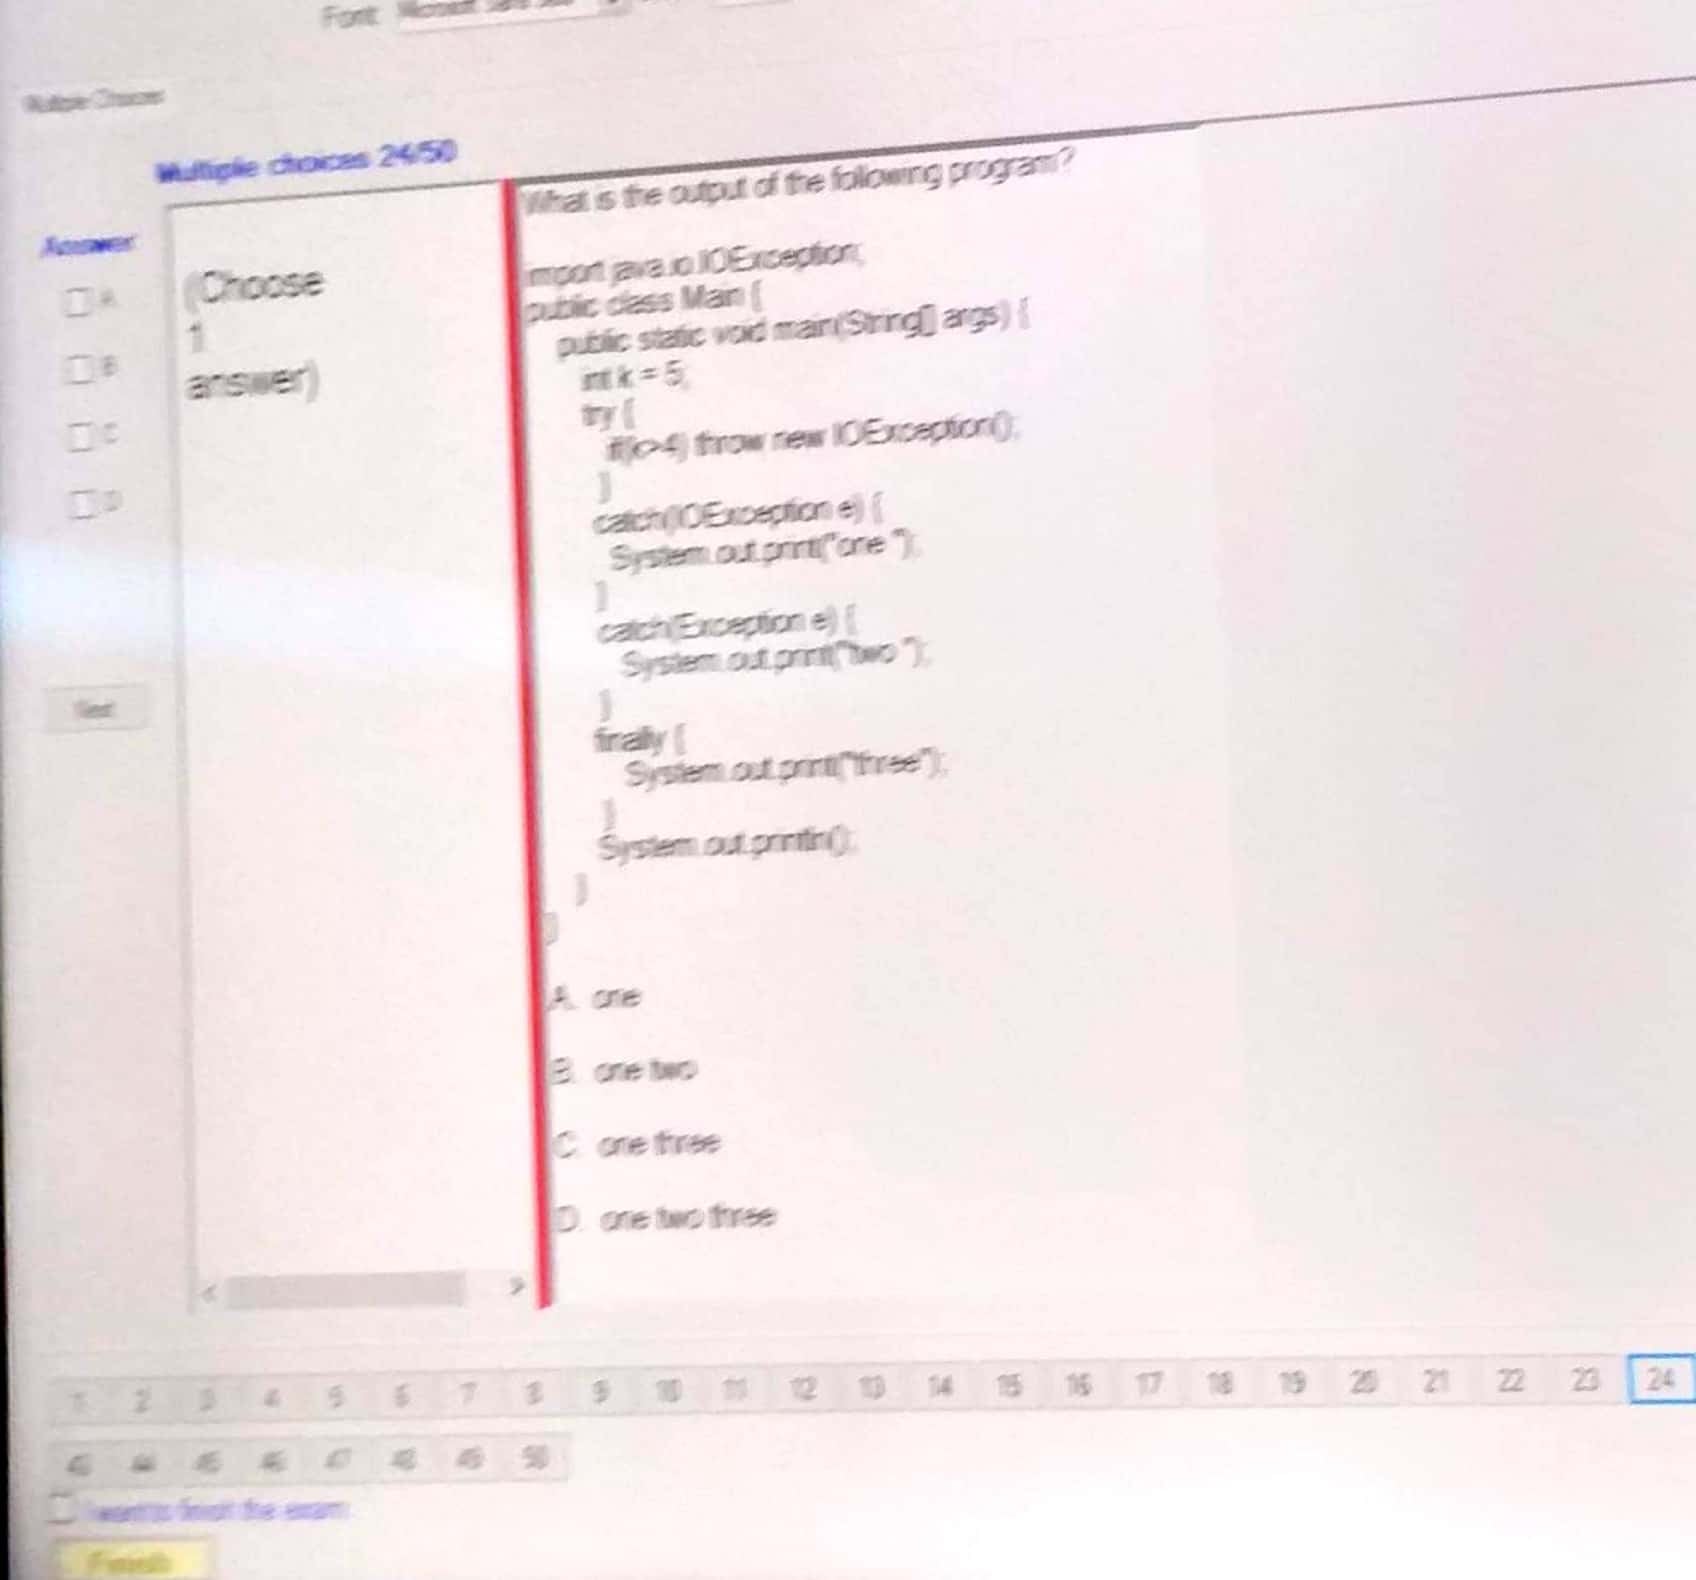 Font: Microsoft Sans
Multiple Choices
Multiple choices 24/50
Answer
A
B
C
D
(Choose
1
answer)
Next
What is the output of the following program?
import java.io.IOException;
public class Main {
public static void main(String[] args) {
int k = 5;
try {
if(k>4) throw new IOException();
}
catch(IOException e) {
System.out.print("one ");
}
catch(Exception e) {
System.out.print("two ");
}
finally {
System.out.print("three");
}
System.out.println();
}
}
A. one
B. one two
C. one three
D. one two three
1 2 3 4 5 6 7 8 9 10 11 12 13 14 15 16 17 18 19 20 21 22 23 24
43 44 45 46 47 48 49 50
I want to finish the exam.
Finish